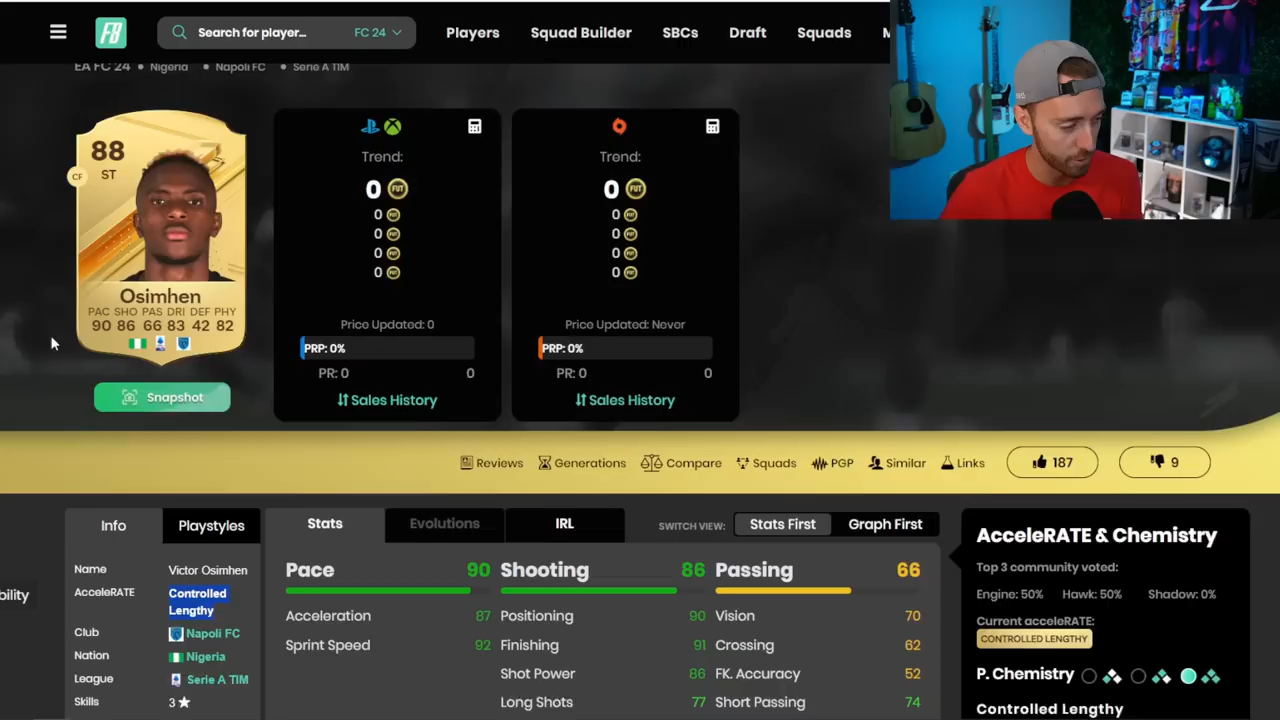 FB
Search for player...
FC 24
Players
Squad Builder
SBCs
Draft
Squads
M
EA FC 24
Nigeria
Napoli FC
Serie A TIM
88
ST
CF
Osimhen
PAC SHO PAS DRI DEF PHY
90 86 66 83 42 82
Snapshot
Trend:
0 FUT
0
0
0
0
Price Updated: 0
PRP: 0%
PR: 0
0
Sales History
Trend:
0 FUT
0
0
0
0
Price Updated: Never
PRP: 0%
PR: 0
0
Sales History
Reviews
Generations
Compare
Squads
PGP
Similar
Links
187
9
bility
Info
Playstyles
Name
Victor Osimhen
AcceleRATE
Controlled
Lengthy
Club
Napoli FC
Nation
Nigeria
League
Serie A TIM
Skills
3
Stats
Evolutions
IRL
SWITCH VIEW:
Stats First
Graph First
Pace 90
Acceleration 87
Sprint Speed 92
Shooting 86
Positioning 90
Finishing 91
Shot Power 86
Long Shots 77
Passing 66
Vision 70
Crossing 62
FK. Accuracy 52
Short Passing 74
AcceleRATE & Chemistry
Top 3 community voted:
Engine: 50%
Hawk: 50%
Shadow: 0%
Current acceleRATE:
CONTROLLED LENGTHY
P. Chemistry
Controlled Lengthy